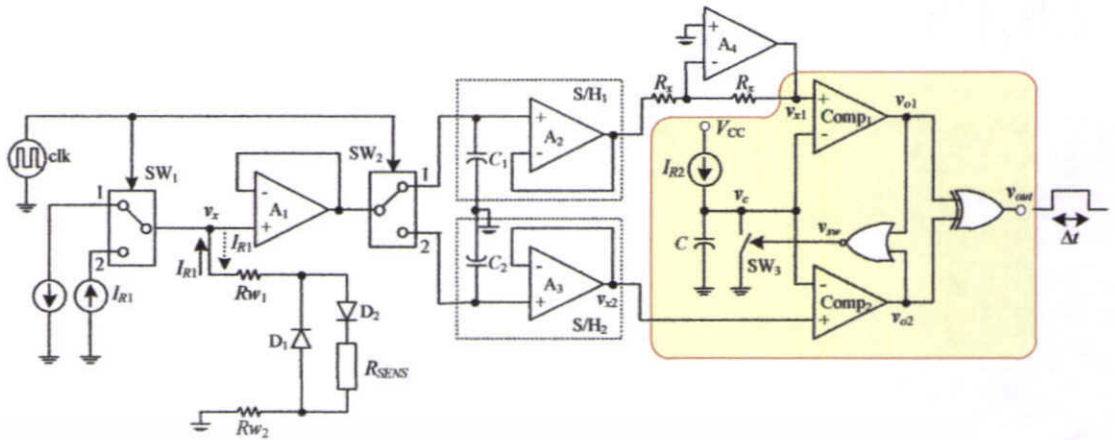 clk
SW1
1
2
IR1
vx
IR1
IR1
-
+
A1
Rw1
D1
D2
RSENS
Rw2
SW2
1
2
S/H1
C1
+
-
A2
C2
-
+
A3
vx2
S/H2
+
-
A4
Rx
Rx
vx1
VCC
IR2
vc
C
SW3
vsw
+
-
Comp1
vo1
-
+
Comp2
vo2
vout
Δt